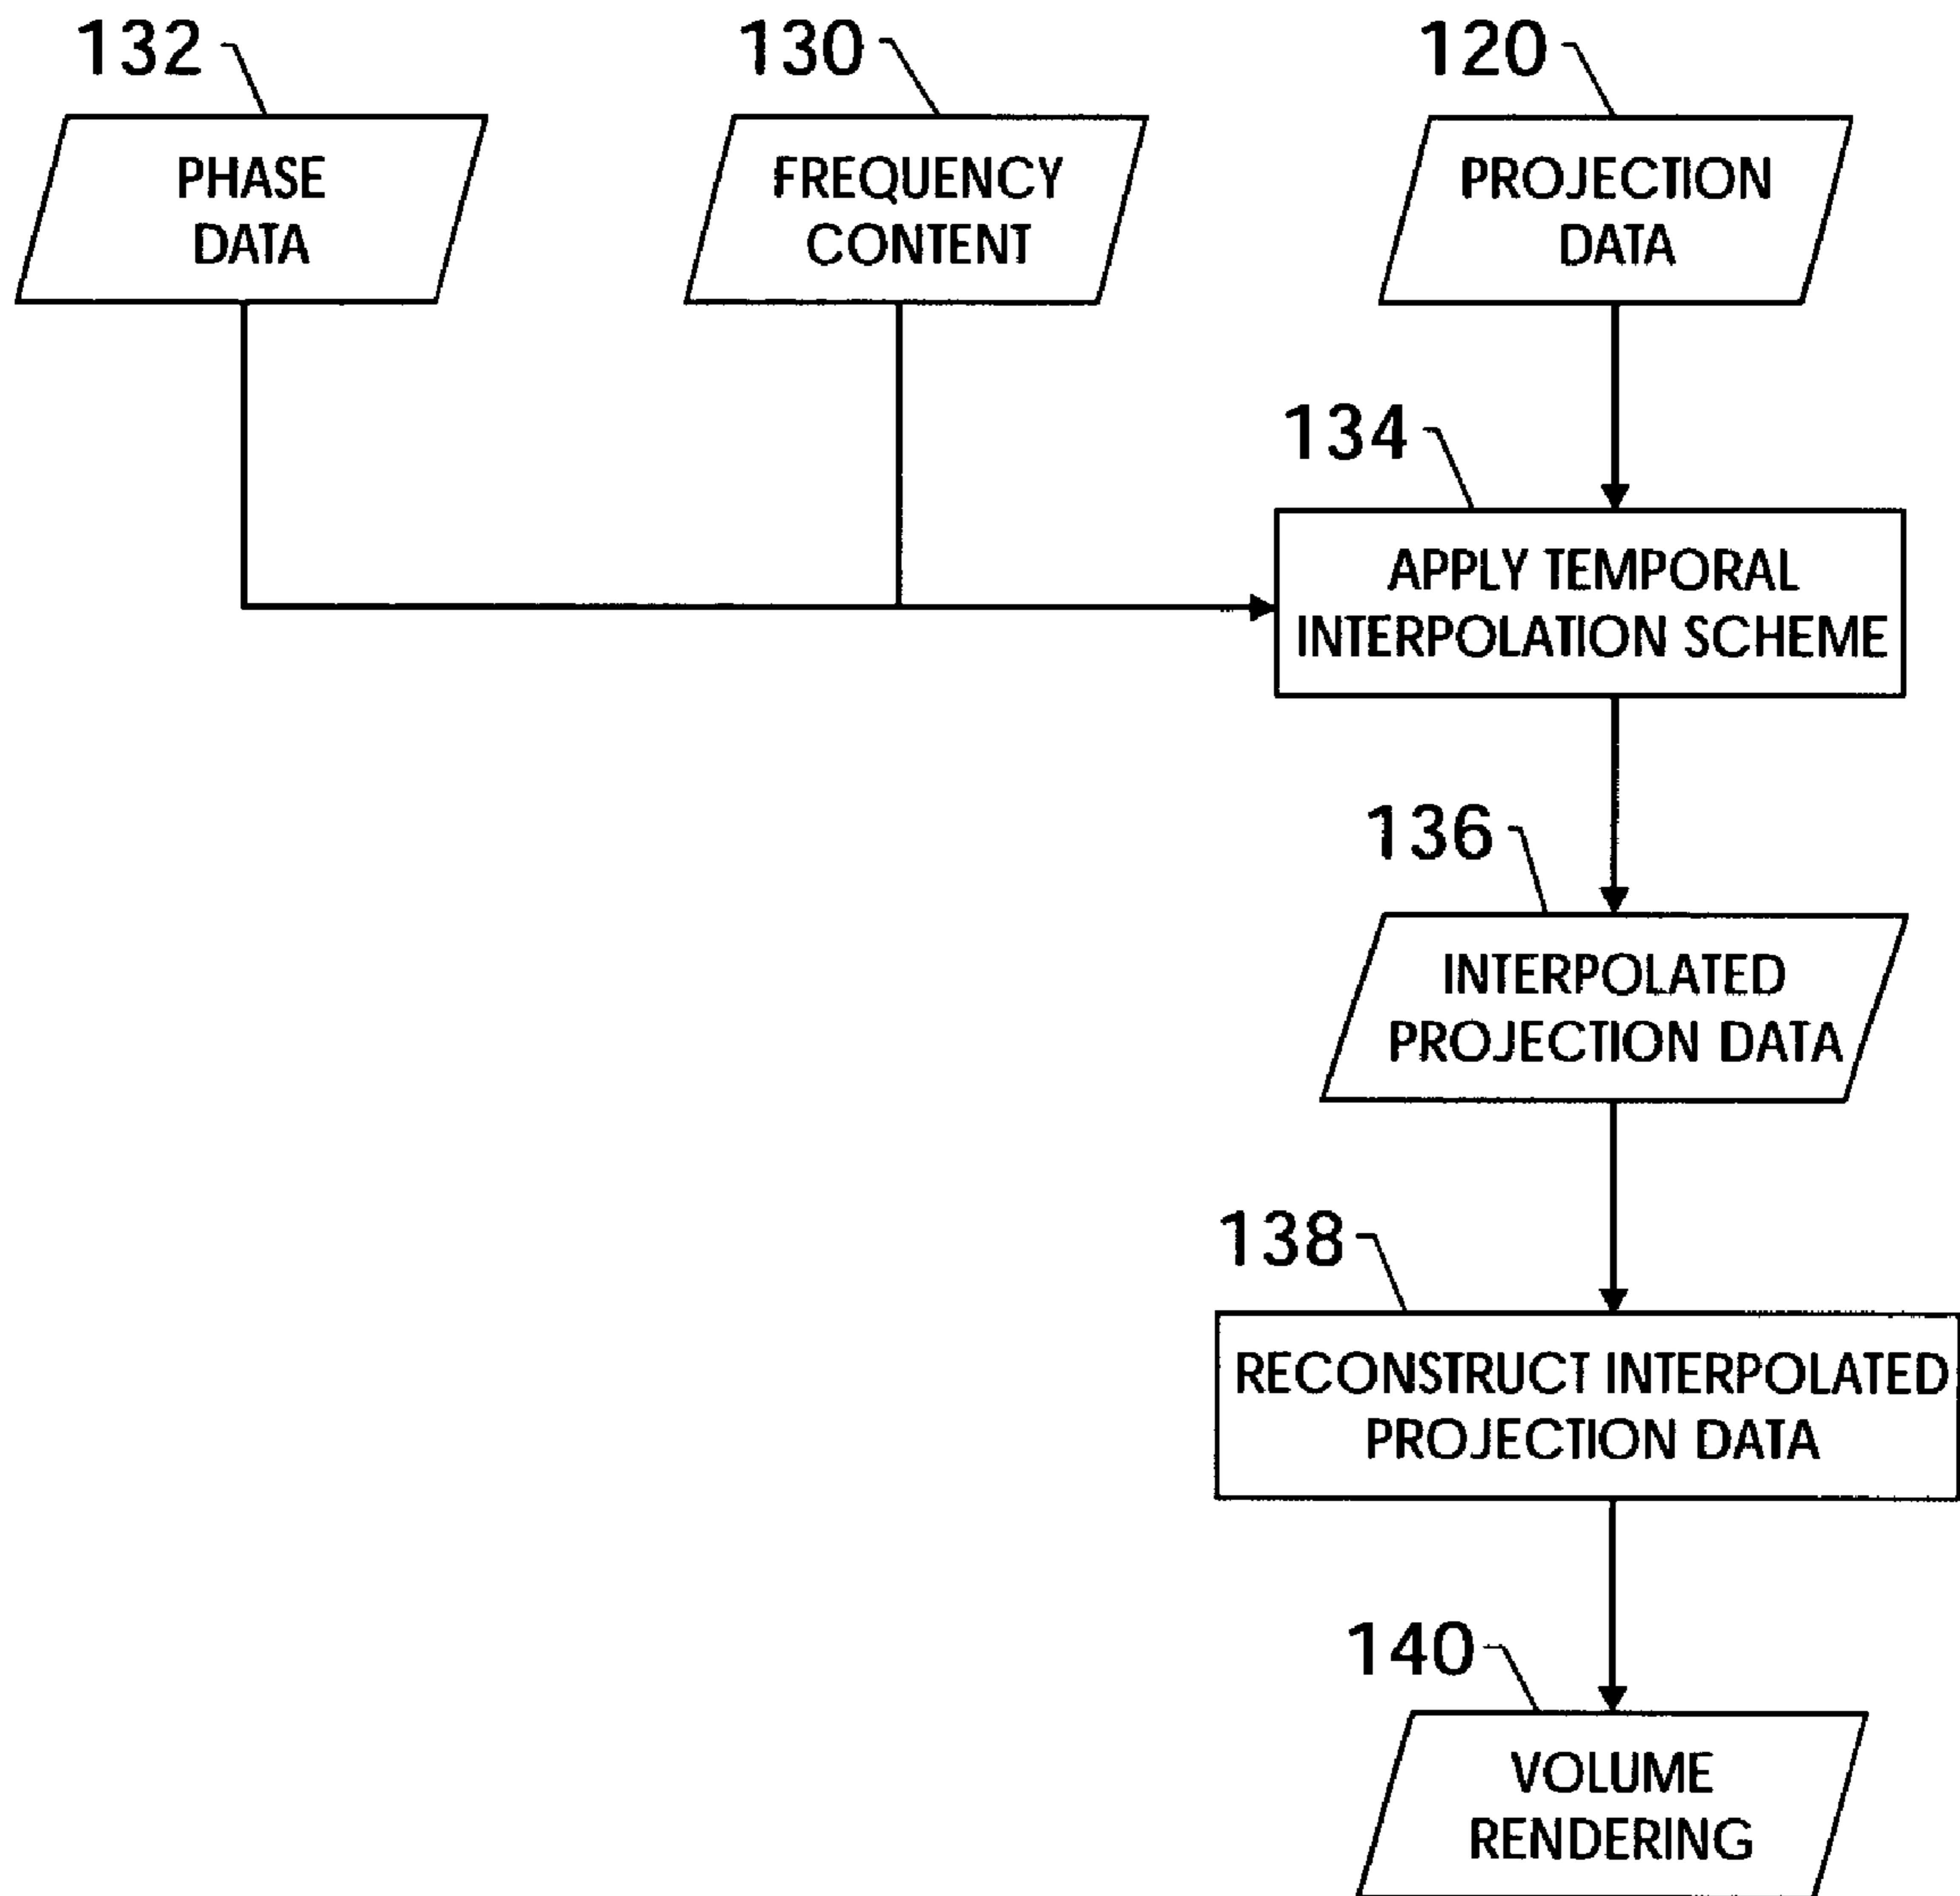 132
130
120
PHASE
DATA
FREQUENCY
CONTENT
PROJECTION
DATA
134
APPLY TEMPORAL
INTERPOLATION SCHEME
136
INTERPOLATED
PROJECTION DATA
138
RECONSTRUCT INTERPOLATED
PROJECTION DATA
140
VOLUME
RENDERING